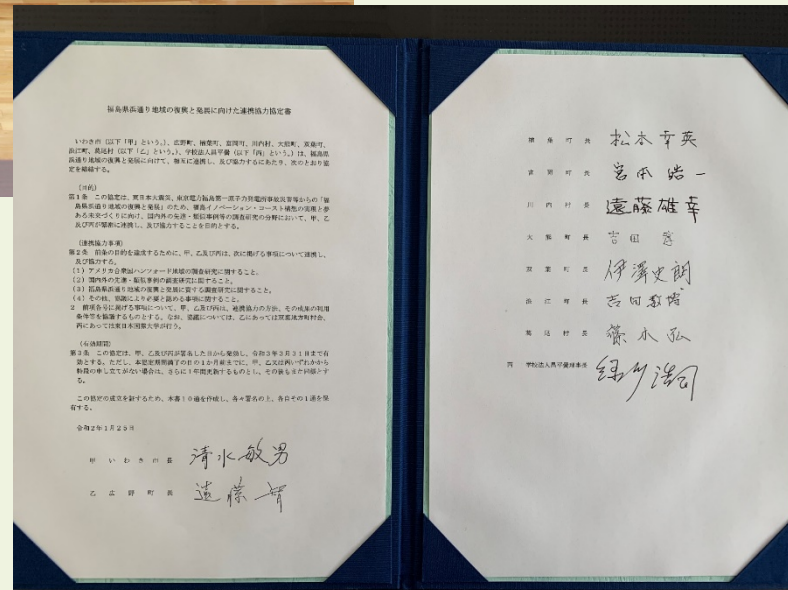 福島県浜通り地域の復興と発展に向けた連携協力協定書
いわき市(以下「甲」という。)、広野町、楢葉町、富岡町、川内村、大熊町、双葉町、
浪江町、葛尾村(以下「乙」という。)、学校法人昌平黌(以下「丙」という。)は、福島県
浜通り地域の復興と発展に向けて、相互に連携し、及び協力するにあたり、次のとおり協
定を締結する。
(目的)
第1条 この協定は、東日本大震災、東京電力福島第一原子力発電所事故災害等からの「福
島県浜通り地域の復興と発展」のため、福島イノベーション・コースト構想の実現と夢
ある未来づくりに向け、国内外の先進・類似事例の調査研究の分野において、甲、乙
及び丙が緊密に連携し、及び協力することを目的とする。
(連携協力事項)
第2条 前条の目的を達成するために、甲、乙及び丙は、次に掲げる事項について連携し、
及び協力する。
(1)アメリカ合衆国ハンフォード地域の調査研究に関すること。
(2)国内外の先進・類似事例の調査研究に関すること。
(3)福島県浜通り地域の復興と発展に資する調査研究に関すること。
(4)その他、協議により必要と認める事項に関すること。
2 前項各号に掲げる事項について、甲、乙及び丙は、連携協力の方法、その成果の利用
条件等を協議するものとする。なお、協議については、乙にあっては双葉地方町村会、
丙にあっては東日本国際大学が行う。
(有効期間)
第3条 この協定は、甲、乙及び丙が署名した日から発効し、令和3年3月31日まで有
効とする。ただし、本協定期間満了の日の1か月前までに、甲、乙又は丙いずれかから
特段の申し立てがない場合は、さらに1年間更新するものとし、その後もまた同様とす
る。
この協定の成立を証するため、本書10通を作成し、各々署名の上、各自その1通を保
有する。
令和2年1月25日
甲 いわき市長 清水敏男
乙 広野町長 遠藤智
楢葉町長 松本幸英
富岡町長 宮本皓一
川内村長 遠藤雄幸
大熊町長 吉田淳
双葉町長 伊澤史朗
浪江町長 吉田数博
葛尾村長 篠木弘
丙 学校法人昌平黌理事長 緑川浩司